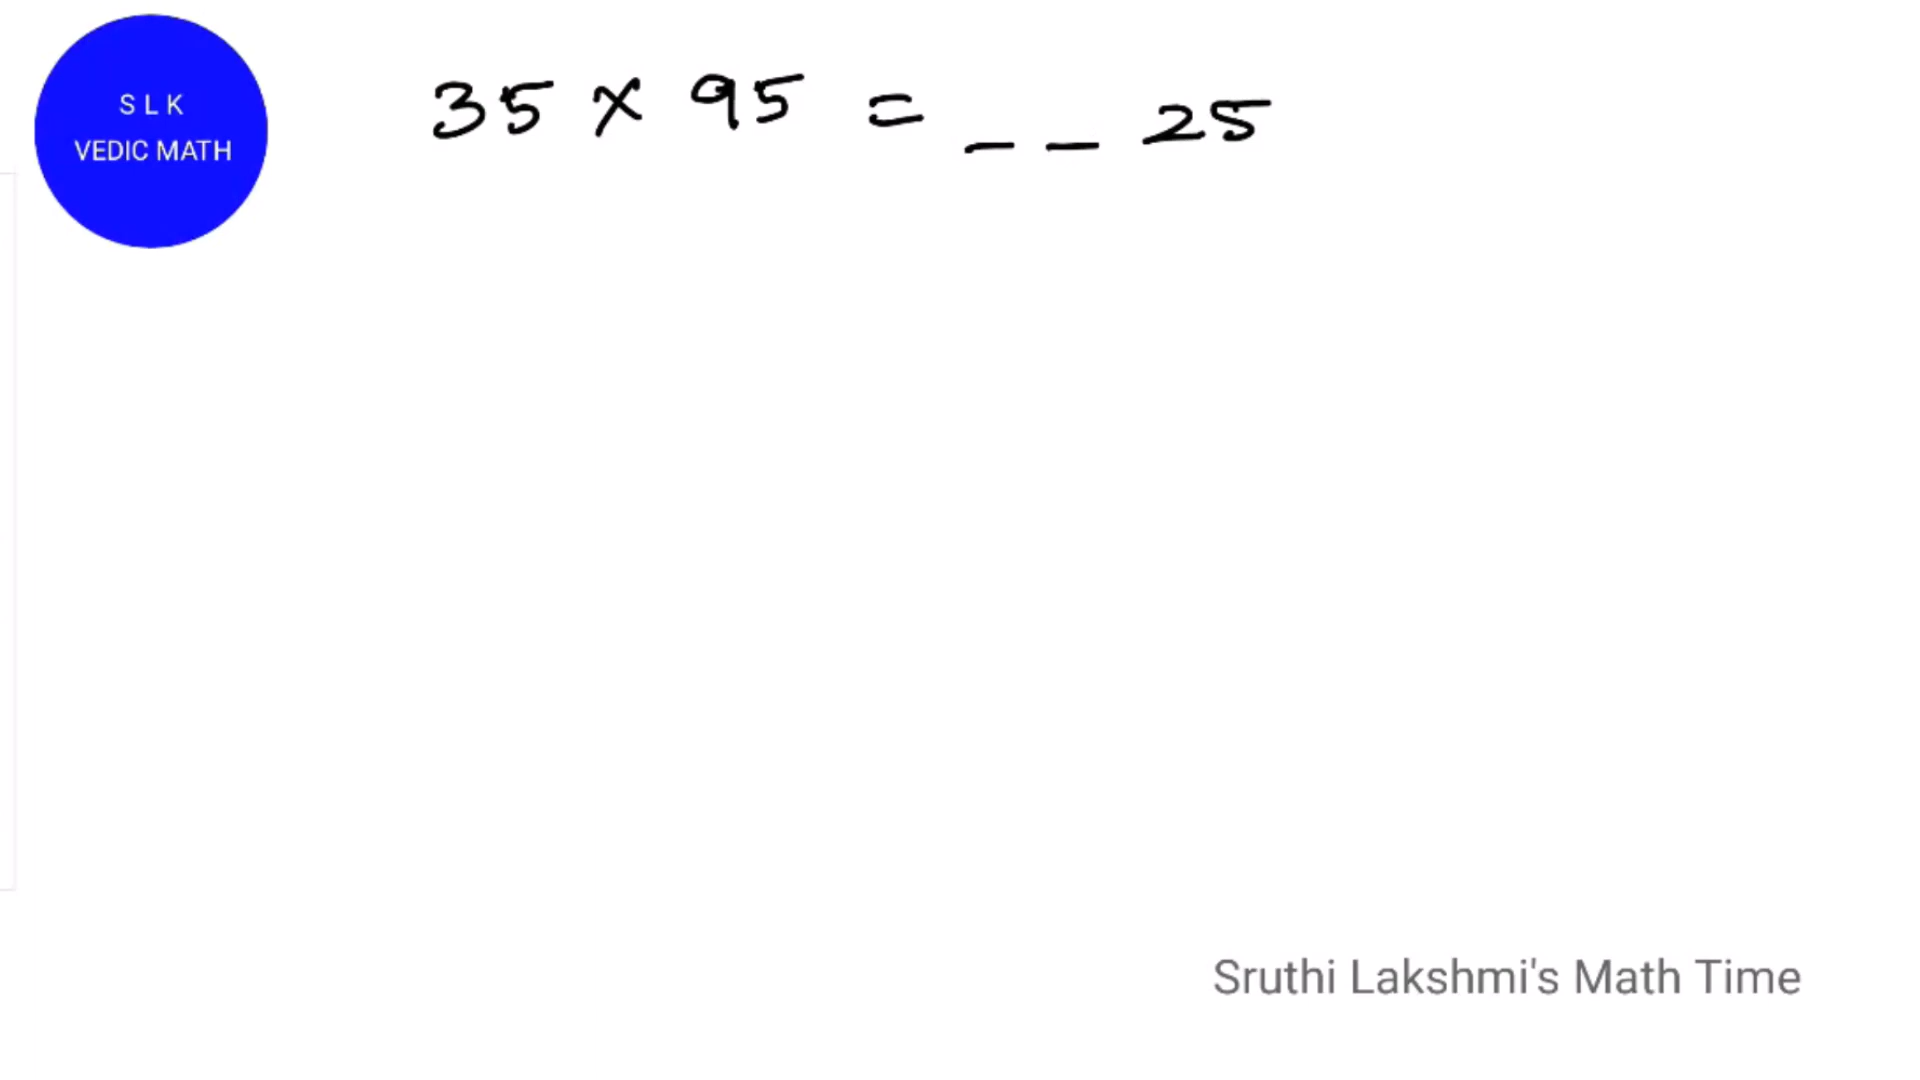 S L K
VEDIC MATH
35 × 95 = _ _ 25
Sruthi Lakshmi's Math Time